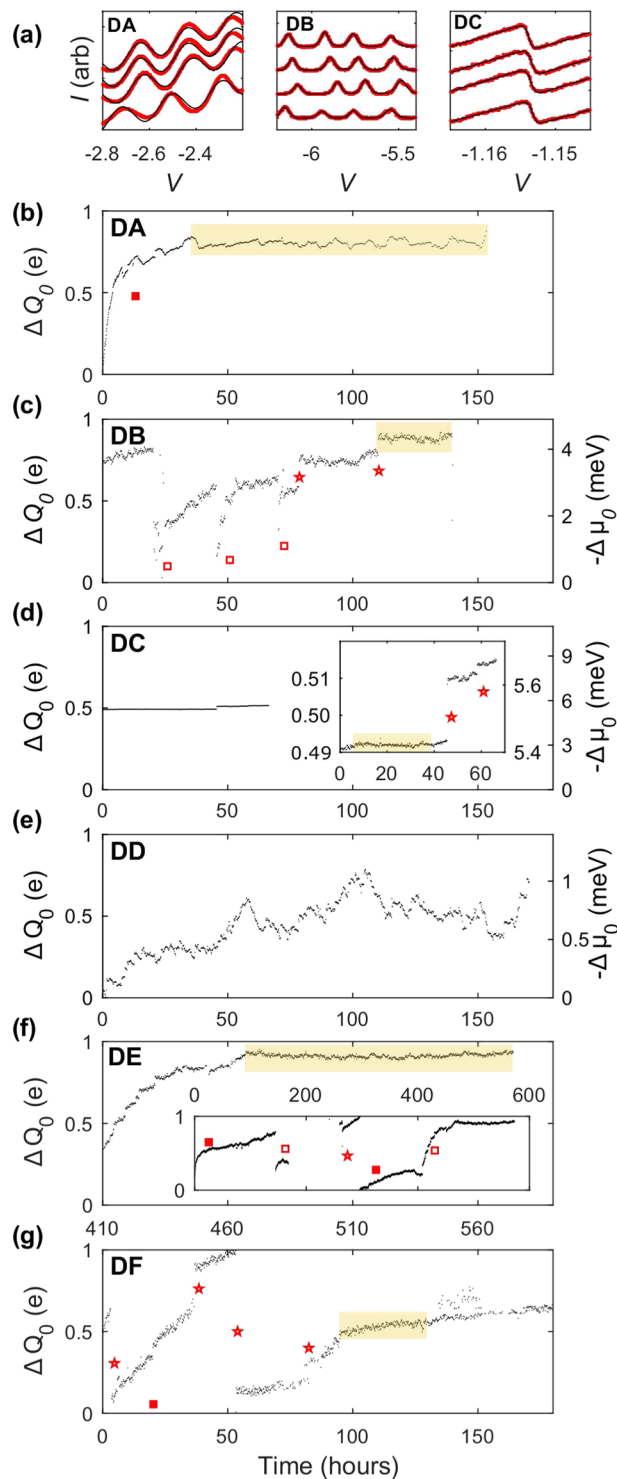 (a)
DA DB DC
I (arb)
-2.8 -2.6 -2.4 -6 -5.5 -1.16 -1.15
V V V
(b)
DA
ΔQ0 (e)
1
0.5
0
0 50 100 150
(c)
DB
ΔQ0 (e)
-Δμ0 (meV)
1
0.5
0
4
2
0
0 50 100 150
(d)
DC
ΔQ0 (e)
-Δμ0 (meV)
1
0.5
0
9
6
3
0
0.51
0.50
0.49
5.6
5.4
0 20 40 60
0 50 100 150
(e)
DD
ΔQ0 (e)
-Δμ0 (meV)
1
0.5
0
1
0.5
0
0 50 100 150
(f)
DE
ΔQ0 (e)
1
0.5
0
0 200 400 600
1
0
410 460 510 560
(g)
DF
ΔQ0 (e)
1
0.5
0
0 50 100 150
Time (hours)